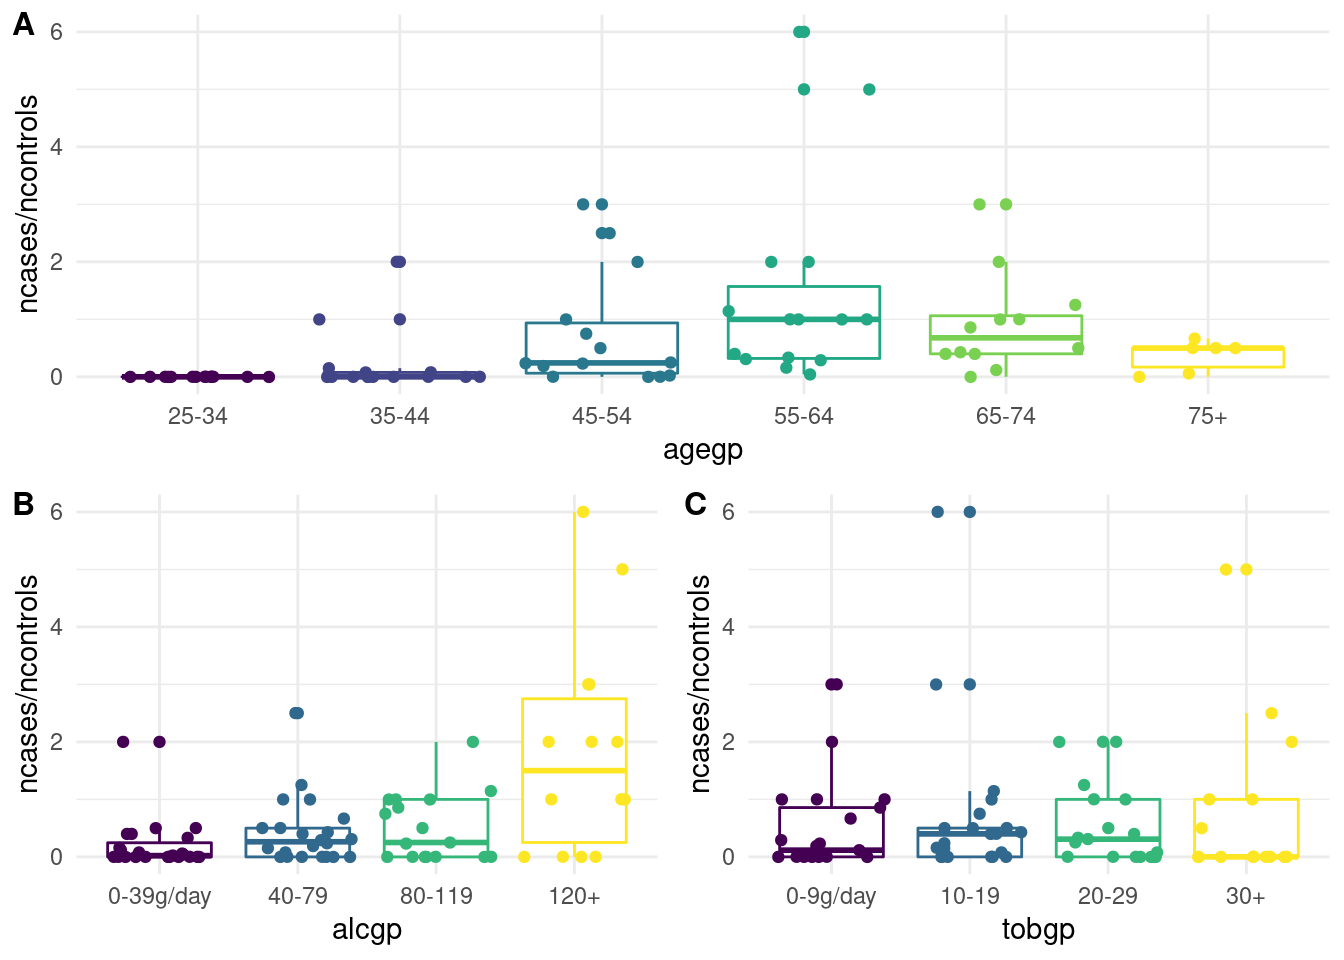 A
6
4
2
0
ncases/ncontrols
25-34 35-44 45-54 55-64 65-74 75+
agegp
B
6
4
2
0
ncases/ncontrols
0-39g/day 40-79 80-119 120+
alcgp
C
6
4
2
0
ncases/ncontrols
0-9g/day 10-19 20-29 30+
tobgp